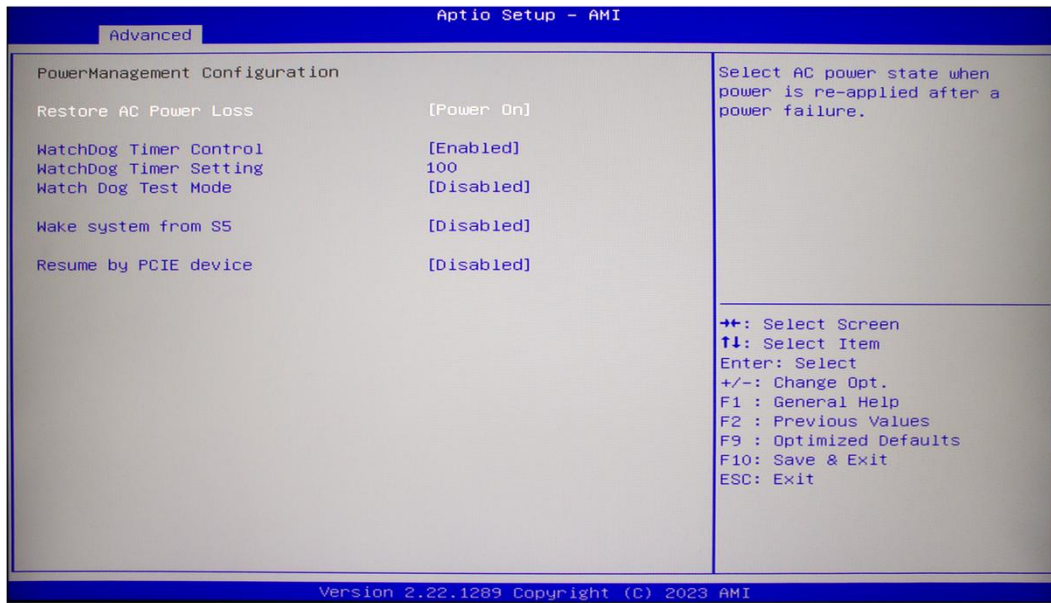 Aptio Setup - AMI
Advanced
PowerManagement Configuration
Restore AC Power Loss [Power On]
WatchDog Timer Control [Enabled]
WatchDog Timer Setting 100
Watch Dog Test Mode [Disabled]
Wake system from S5 [Disabled]
Resume by PCIE device [Disabled]
Select AC power state when
power is re-applied after a
power failure.
→←: Select Screen
↑↓: Select Item
Enter: Select
+/-: Change Opt.
F1 : General Help
F2 : Previous Values
F9 : Optimized Defaults
F10: Save & Exit
ESC: Exit
Version 2.22.1289 Copyright (C) 2023 AMI